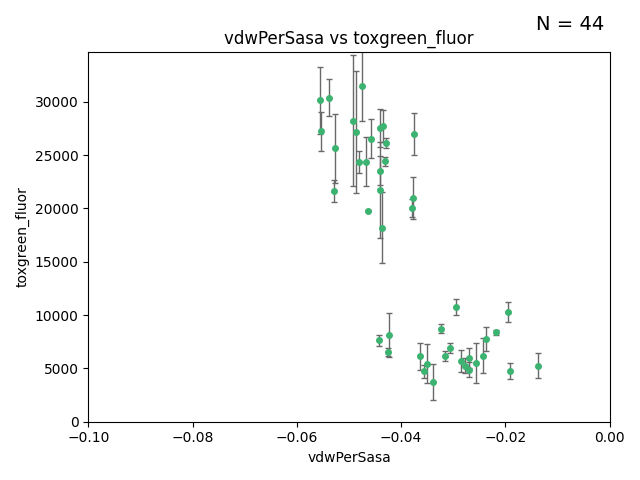 N = 44
vdwPerSasa vs toxgreen_fluor
30000
25000
20000
15000
10000
5000
0
toxgreen_fluor
−0.10 −0.08 −0.06 −0.04 −0.02 0.00
vdwPerSasa